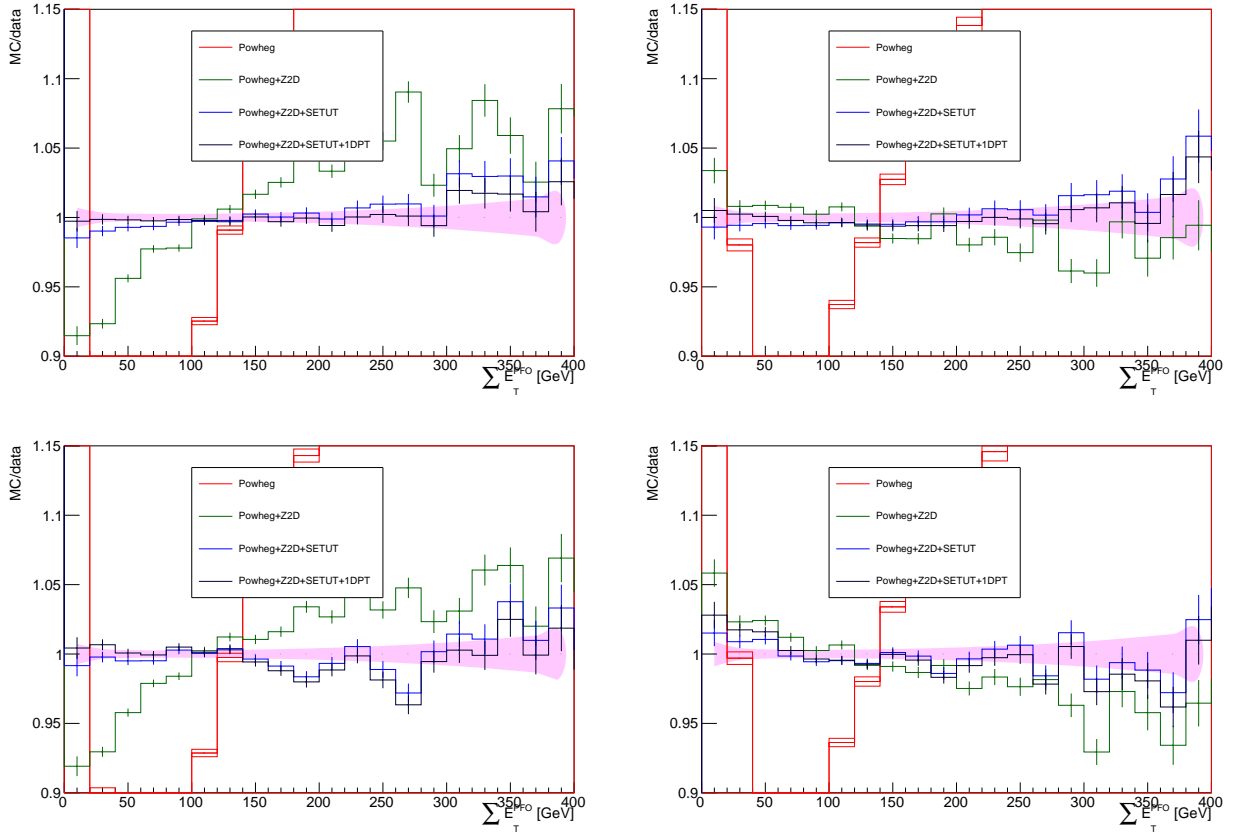 MC/data
1.15
1.1
1.05
1
0.95
0.9
Powheg
Powheg+Z2D
Powheg+Z2D+SETUT
Powheg+Z2D+SETUT+1DPT
0 50 100 150 200 250 300 350 400
∑ E_T^PFO [GeV]
MC/data
1.15
1.1
1.05
1
0.95
0.9
Powheg
Powheg+Z2D
Powheg+Z2D+SETUT
Powheg+Z2D+SETUT+1DPT
0 50 100 150 200 250 300 350 400
∑ E_T^PFO [GeV]
MC/data
1.15
1.1
1.05
1
0.95
0.9
Powheg
Powheg+Z2D
Powheg+Z2D+SETUT
Powheg+Z2D+SETUT+1DPT
0 50 100 150 200 250 300 350 400
∑ E_T^PFO [GeV]
MC/data
1.15
1.1
1.05
1
0.95
0.9
Powheg
Powheg+Z2D
Powheg+Z2D+SETUT
Powheg+Z2D+SETUT+1DPT
0 50 100 150 200 250 300 350 400
∑ E_T^PFO [GeV]